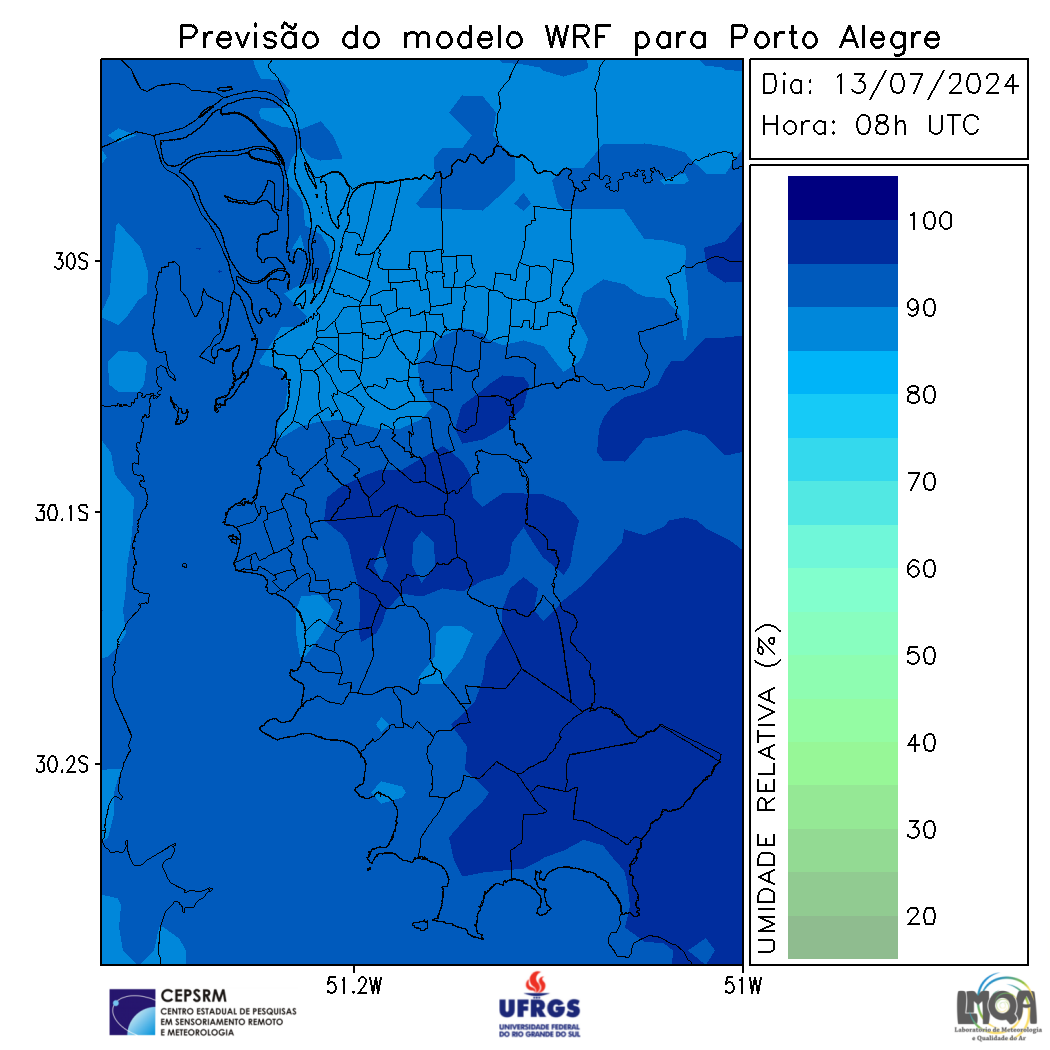 Previsão do modelo WRF para Porto Alegre
Dia: 13/07/2024
Hora: 08h UTC
30S
30.1S
30.2S
51.2W
51W
100
90
80
70
60
50
40
30
20
UMIDADE RELATIVA (%)
CEPSRM
CENTRO ESTADUAL DE PESQUISAS
EM SENSORIAMENTO REMOTO
E METEOROLOGIA
UFRGS
UNIVERSIDADE FEDERAL
DO RIO GRANDE DO SUL
LMQA
Laboratório de Meteorologia
e Qualidade do Ar